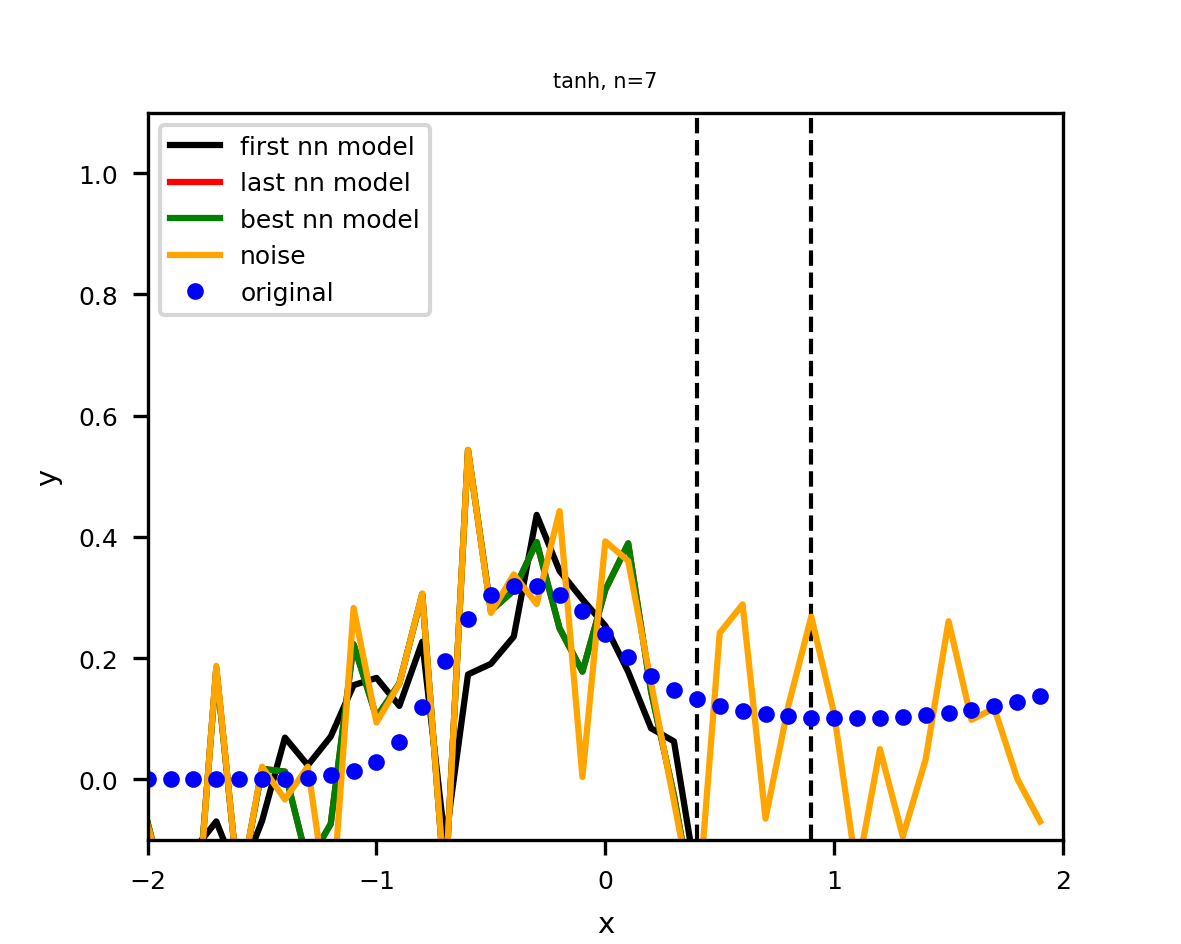 tanh, n=7
first nn model
last nn model
best nn model
noise
original
1.0
0.8
0.6
0.4
0.2
0.0
y
−2
−1
0
1
2
x